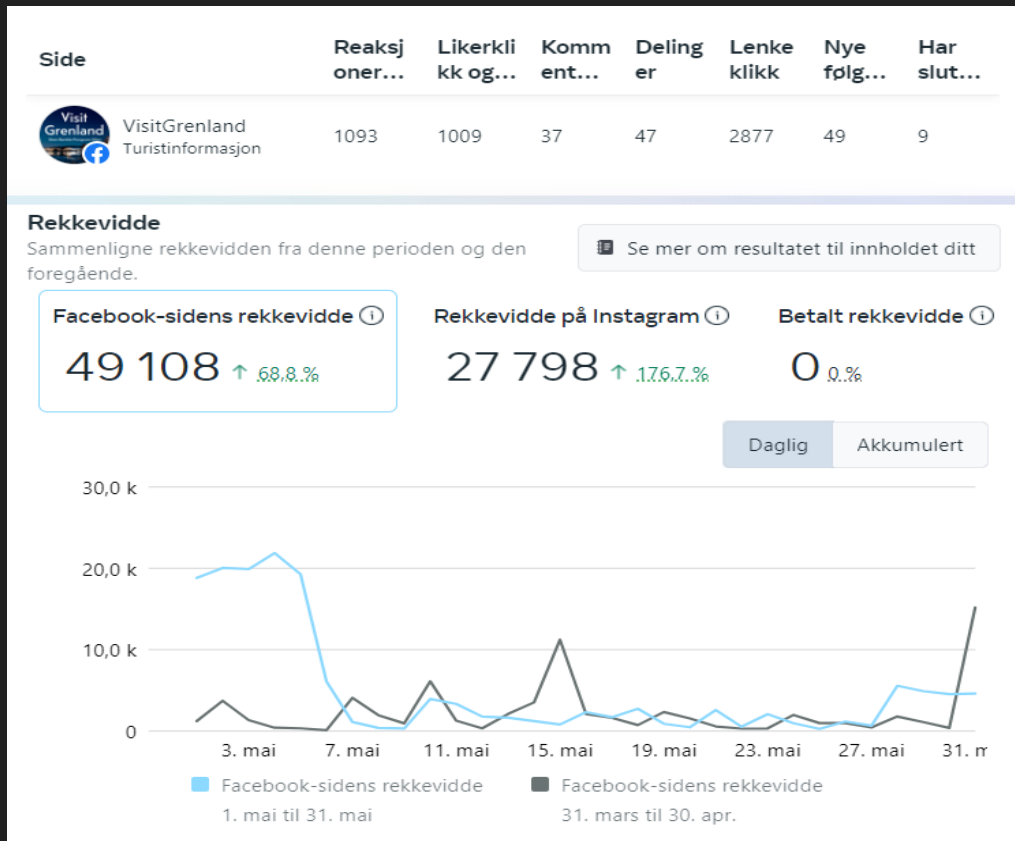 Side
Reaksj
oner...
Likerkli
kk og...
Komm
ent...
Deling
er
Lenke
klikk
Nye
følg...
Har
slut...
Visit
Grenland
VisitGrenland
Turistinformasjon
1093 1009 37 47 2877 49 9
Rekkevidde
Sammenligne rekkevidden fra denne perioden og den
foregående.
Se mer om resultatet til innholdet ditt
Facebook-sidens rekkevidde
49 108 ↑ 68,8 %
Rekkevidde på Instagram
27 798 ↑ 176,7 %
Betalt rekkevidde
0 0 %
Daglig Akkumulert
30,0 k
20,0 k
10,0 k
0
3. mai 7. mai 11. mai 15. mai 19. mai 23. mai 27. mai 31. m
Facebook-sidens rekkevidde
1. mai til 31. mai
Facebook-sidens rekkevidde
31. mars til 30. apr.